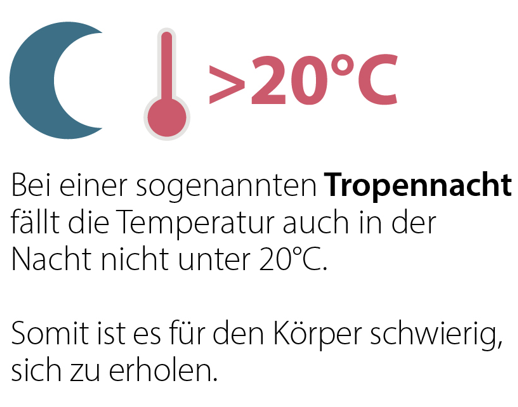 >20°C
Bei einer sogenannten Tropennacht
fällt die Temperatur auch in der
Nacht nicht unter 20°C.
Somit ist es für den Körper schwierig,
sich zu erholen.